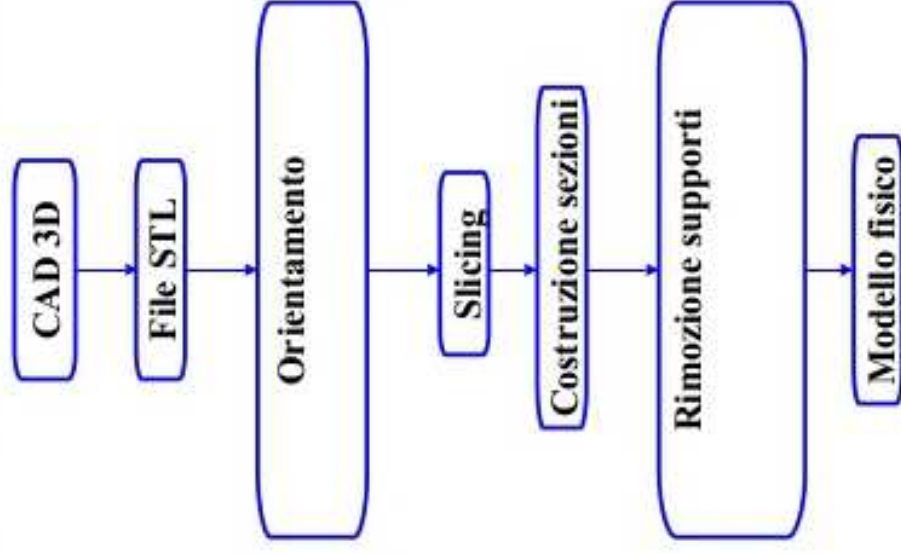 CAD 3D
File STL
Orientamento
Slicing
Costruzione sezioni
Rimozione supporti
Modello fisico